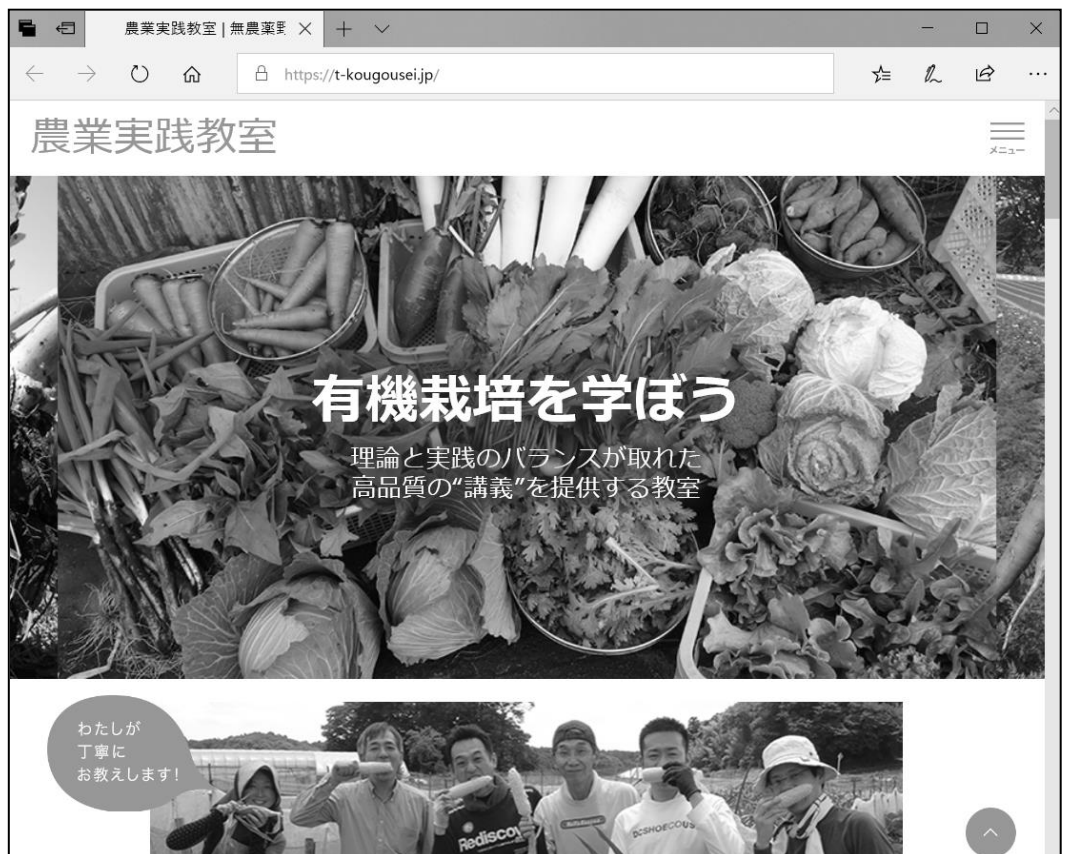 農業実践教室 | 無農薬野
https://t-kougousei.jp/
農業実践教室
メニュー
有機栽培を学ぼう
理論と実践のバランスが取れた
高品質の“講義”を提供する教室
わたしが
丁寧に
お教えします!
Rediscov
DCSHOECOUS